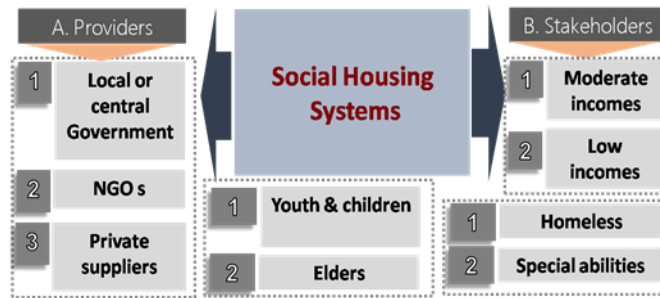 A. Providers
1
Local or
central
Government
2
NGO s
3
Private
suppliers
Social Housing
Systems
1
Youth & children
2
Elders
B. Stakeholders
1
Moderate
incomes
2
Low
incomes
1
Homeless
2
Special abilities